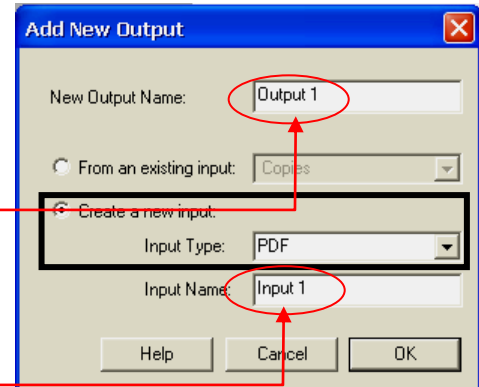 Add New Output
New Output Name: Output 1
From an existing input: Copies
Create a new input:
Input Type: PDF
Input Name: Input 1
Help Cancel OK